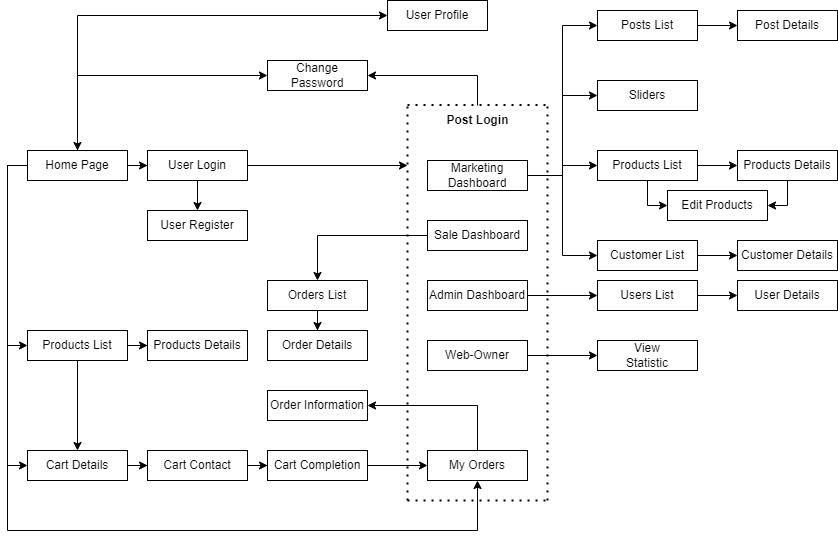 User Profile
Posts List
Post Details
Change
Password
Sliders
Post Login
Home Page
User Login
Marketing
Dashboard
Products List
Products Details
Edit Products
User Register
Sale Dashboard
Customer List
Customer Details
Orders List
Admin Dashboard
Users List
User Details
Products List
Products Details
Order Details
Web-Owner
View
Statistic
Order Information
Cart Details
Cart Contact
Cart Completion
My Orders